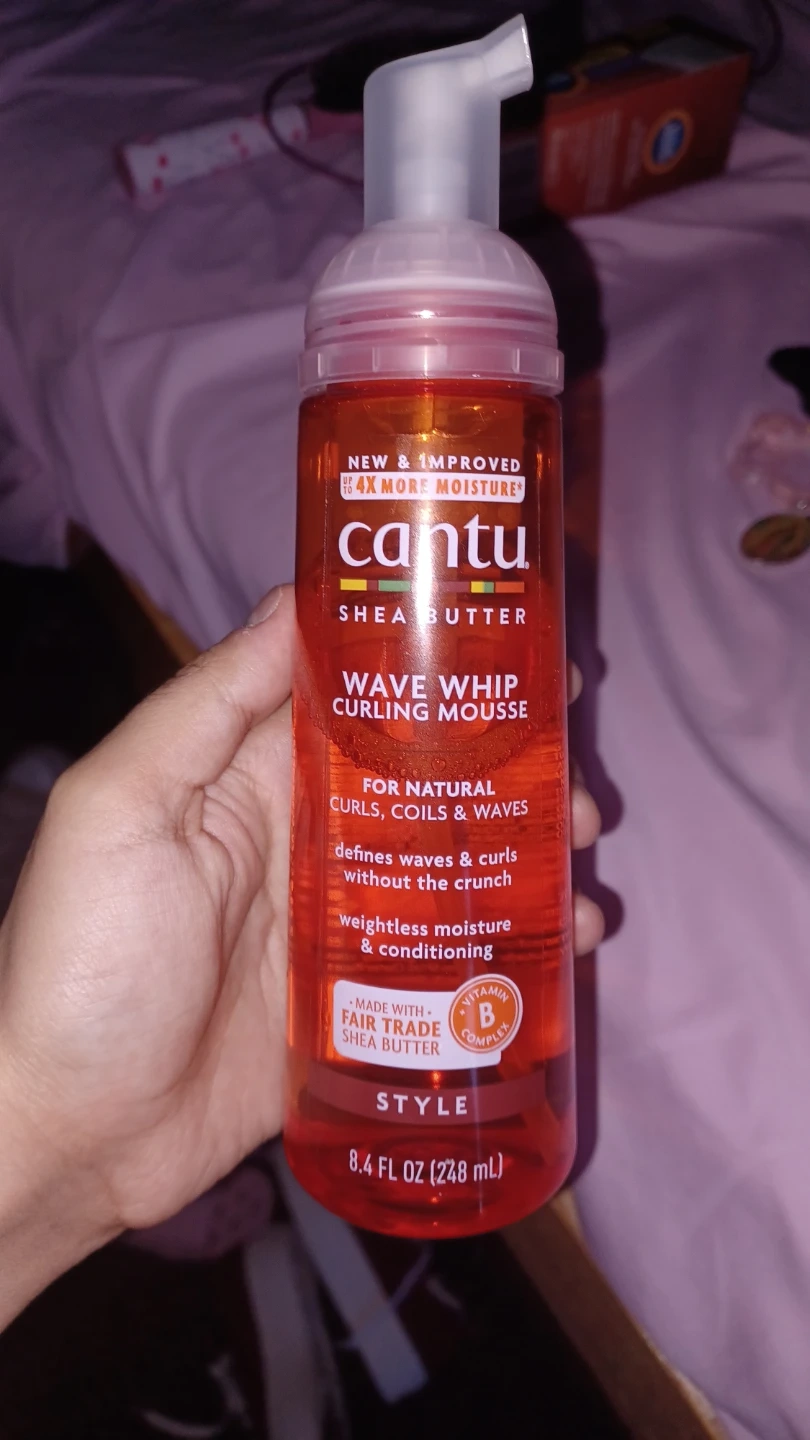 NEW & IMPROVED
UP TO 4X MORE MOISTURE*
cantu®
SHEA BUTTER
WAVE WHIP
CURLING MOUSSE
FOR NATURAL
CURLS, COILS & WAVES
defines waves & curls
without the crunch
weightless moisture
& conditioning
• MADE WITH •
FAIR TRADE
SHEA BUTTER
• VITAMIN •
B
COMPLEX
STYLE
8.4 FL OZ (248 mL)